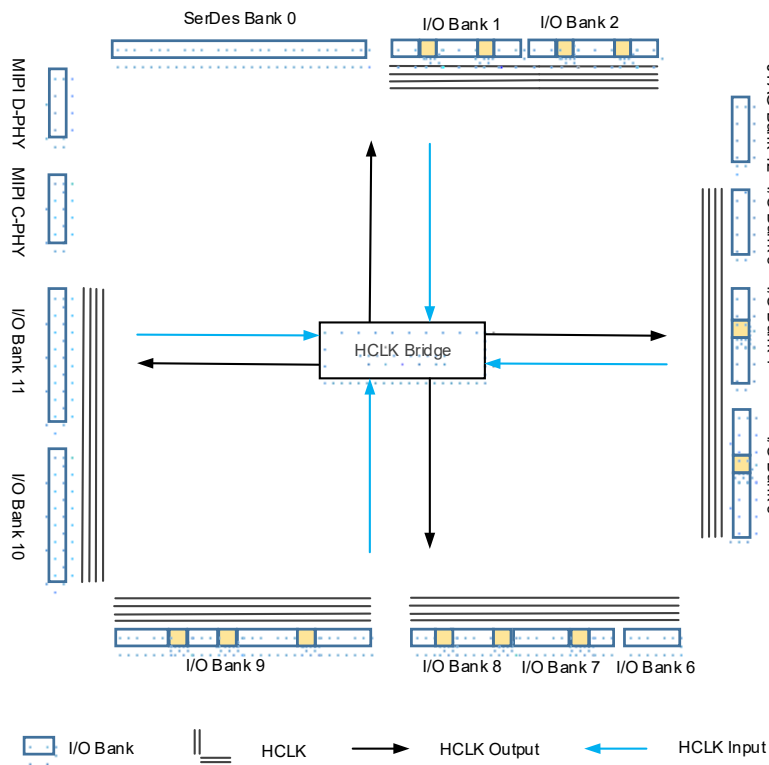 SerDes Bank 0
I/O Bank 1
I/O Bank 2
MIPI D-PHY
MIPI C-PHY
I/O Bank 11
I/O Bank 10
HCLK Bridge
I/O Bank 9
I/O Bank 8
I/O Bank 7
I/O Bank 6
I/O Bank
HCLK
HCLK Output
HCLK Input